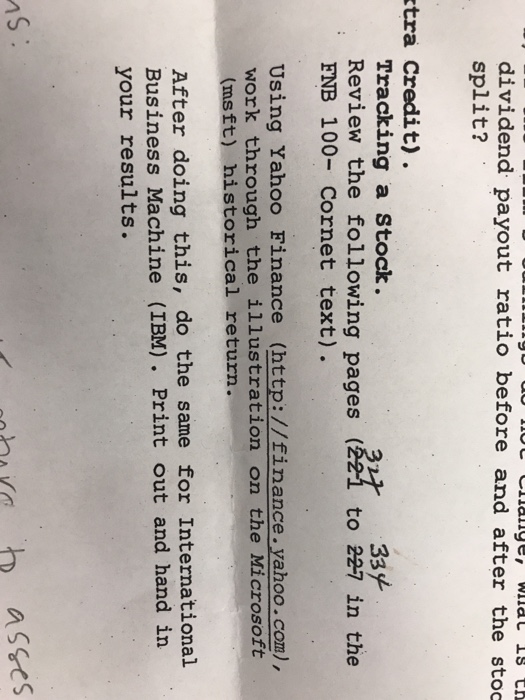 dividend payout ratio before and after the stoc
split?
tra Credit).
Tracking a Stock.
Review the following pages (221 to 227 in the
334
FNB 100- Cornet text).
Using Yahoo Finance (http://finance.yahoo.com),
work through the illustration on the Microsoft
(msft) historical return.
After doing this, do the same for International
Business Machine (IBM). Print out and hand in
your results.
to asses
ns: